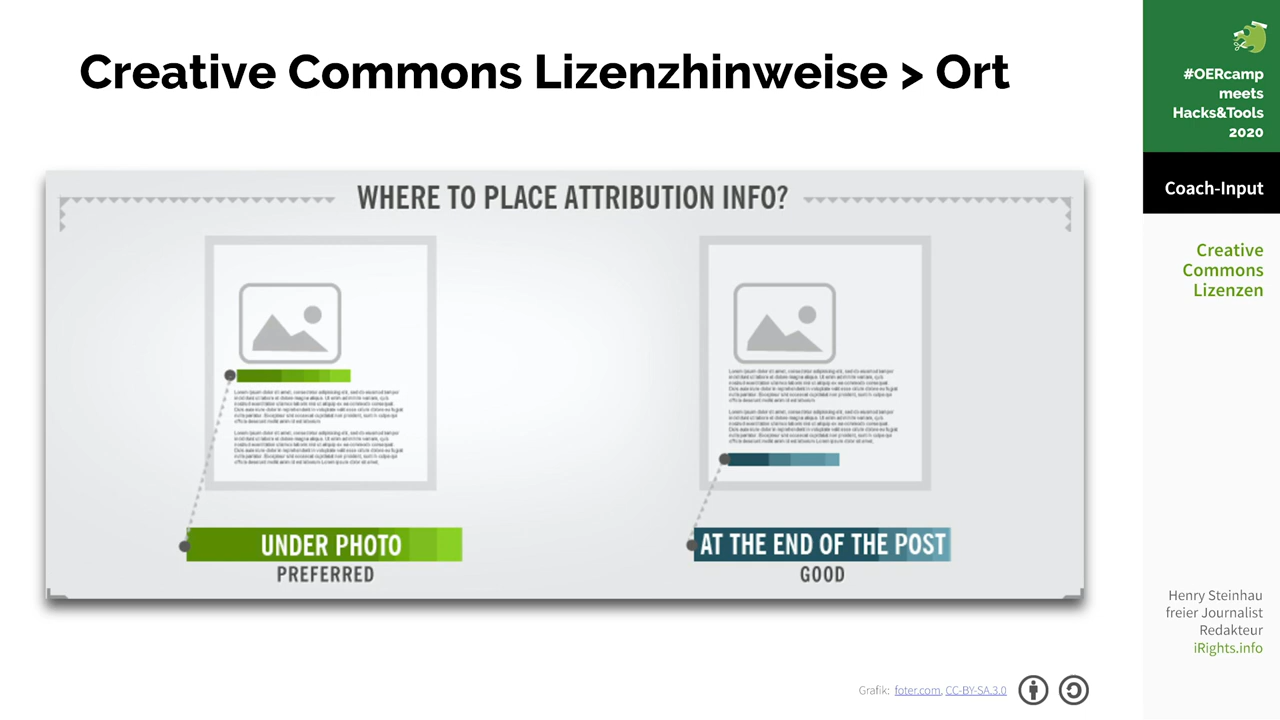 Creative Commons Lizenzhinweise > Ort
#OERcamp
meets
Hacks&Tools
2020
Coach-Input
Creative
Commons
Lizenzen
WHERE TO PLACE ATTRIBUTION INFO?
UNDER PHOTO
PREFERRED
AT THE END OF THE POST
GOOD
Henry Steinhau
freier Journalist
Redakteur
iRights.info
Grafik: foter.com, CC-BY-SA.3.0